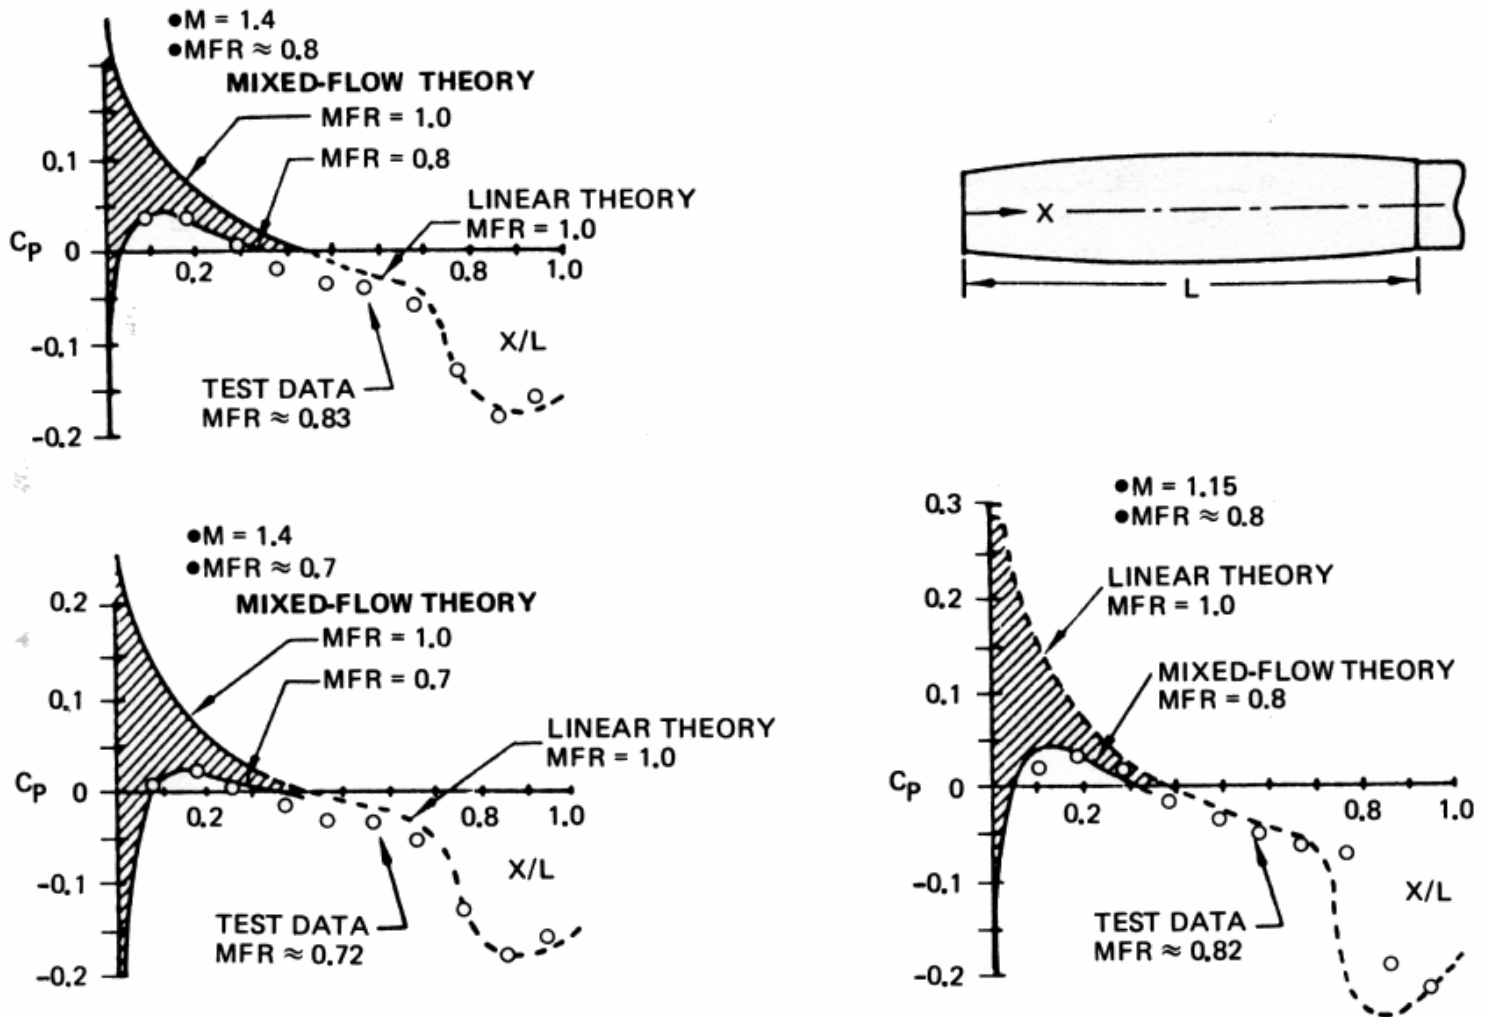 ●M = 1.4
●MFR ≈ 0.8
MIXED-FLOW THEORY
MFR = 1.0
MFR = 0.8
LINEAR THEORY
MFR = 1.0
0.1
CP
0
0.2
0.8
1.0
-0.1
X/L
TEST DATA
MFR ≈ 0.83
-0.2
X
L
●M = 1.4
●MFR ≈ 0.7
MIXED-FLOW THEORY
0.2
MFR = 1.0
MFR = 0.7
0.1
LINEAR THEORY
MFR = 1.0
CP
0
0.2
0.8
1.0
-0.1
X/L
TEST DATA
MFR ≈ 0.72
-0.2
●M = 1.15
●MFR ≈ 0.8
0.3
LINEAR THEORY
MFR = 1.0
0.2
MIXED-FLOW THEORY
MFR = 0.8
0.1
CP
0
0.2
0.8
1.0
-0.1
X/L
TEST DATA
MFR ≈ 0.82
-0.2